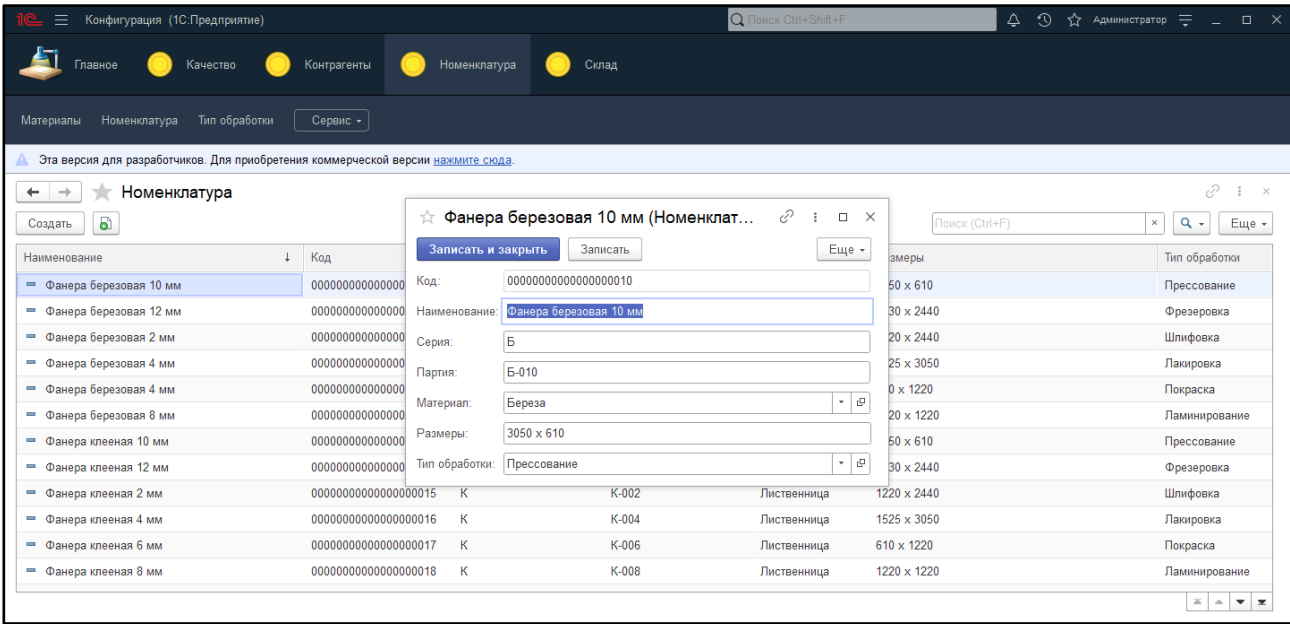 1С Конфигурация (1С:Предприятие) Поиск Ctrl+Shift+F Администратор
Главное Качество Контрагенты Номенклатура Склад
Материалы Номенклатура Тип обработки Сервис
Эта версия для разработчиков. Для приобретения коммерческой версии нажмите сюда.
Номенклатура
Создать Поиск (Ctrl+F) × Еще
Наименование ↓ Код Тип обработки
Фанера березовая 10 мм Прессование
Фанера березовая 12 мм Фрезеровка
Фанера березовая 2 мм Шлифовка
Фанера березовая 4 мм Лакировка
Фанера березовая 4 мм Покраска
Фанера березовая 8 мм Ламинирование
Фанера клееная 10 мм Прессование
Фанера клееная 12 мм Фрезеровка
Фанера клееная 2 мм 00000000000000000015 К К-002 Лиственница 1220 x 2440 Шлифовка
Фанера клееная 4 мм 00000000000000000016 К К-004 Лиственница 1525 x 3050 Лакировка
Фанера клееная 6 мм 00000000000000000017 К К-006 Лиственница 610 x 1220 Покраска
Фанера клееная 8 мм 00000000000000000018 К К-008 Лиственница 1220 x 1220 Ламинирование
Фанера березовая 10 мм (Номенклат...
Записать и закрыть Записать Еще
Код: 00000000000000000010
Наименование: Фанера березовая 10 мм
Серия: Б
Партия: Б-010
Материал: Береза
Размеры: 3050 x 610
Тип обработки: Прессование